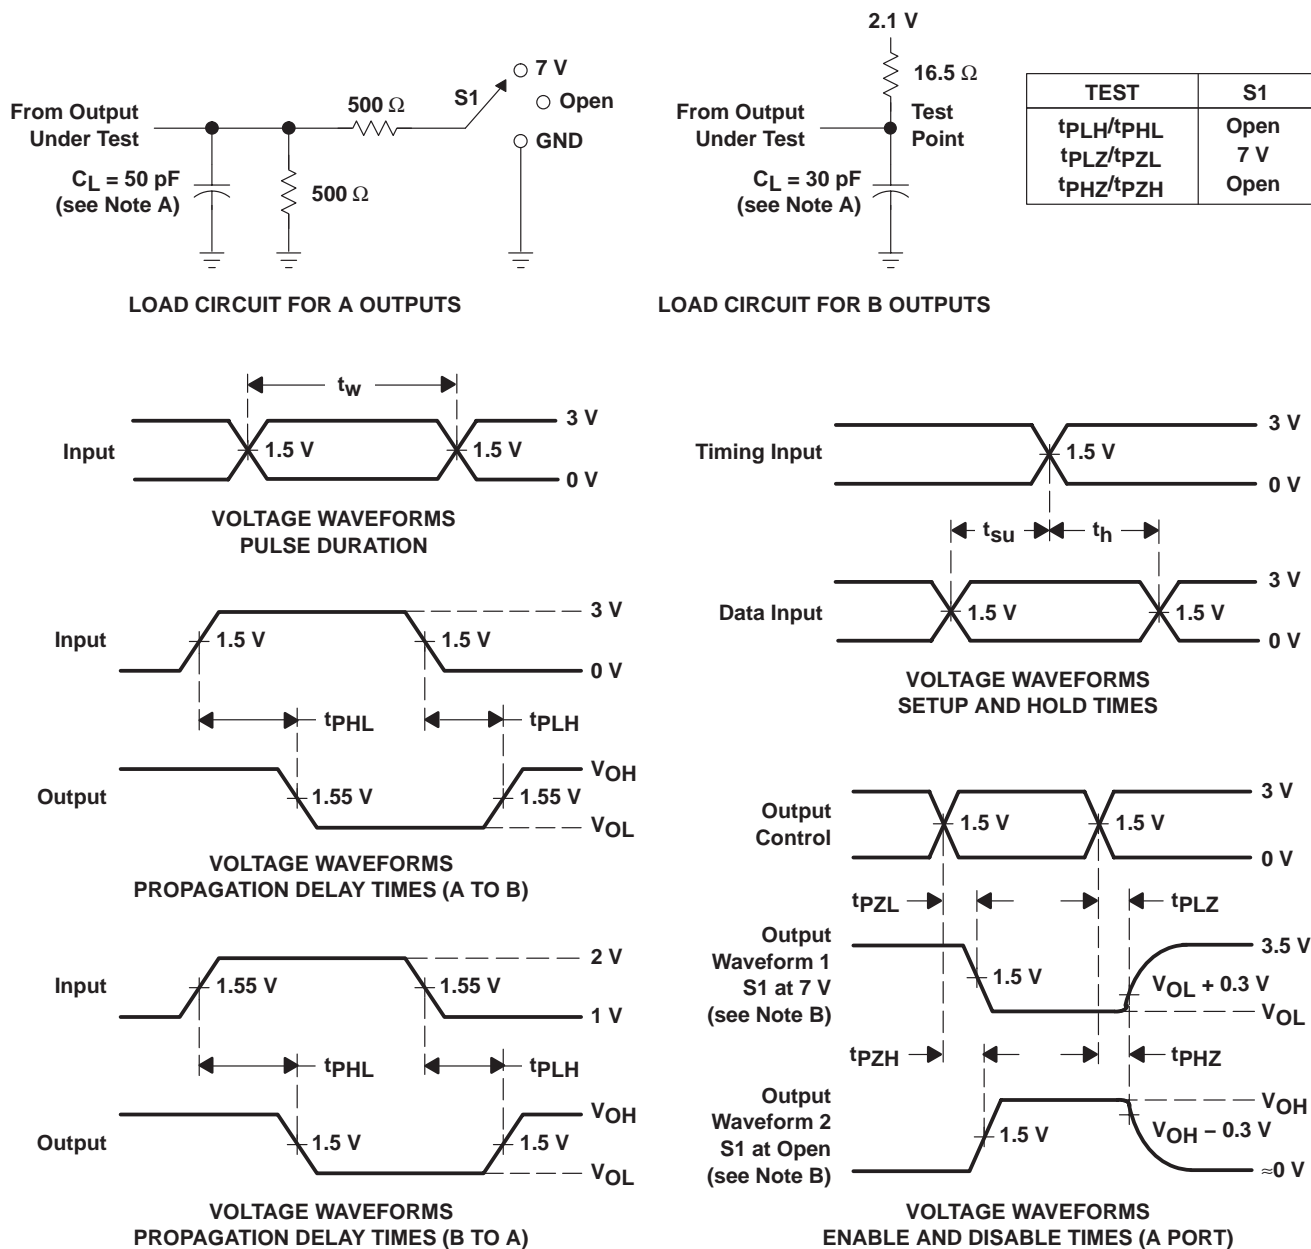 From Output
Under Test
CL = 50 pF
(see Note A)
500 Ω
500 Ω
S1
7 V
Open
GND
LOAD CIRCUIT FOR A OUTPUTS
2.1 V
16.5 Ω
From Output
Under Test
Test
Point
CL = 30 pF
(see Note A)
LOAD CIRCUIT FOR B OUTPUTS
TEST S1
tPLH/tPHL Open
tPLZ/tPZL 7 V
tPHZ/tPZH Open
tw
Input
1.5 V
1.5 V
3 V
0 V
VOLTAGE WAVEFORMS
PULSE DURATION
Timing Input
1.5 V
3 V
0 V
tsu
th
Data Input
1.5 V
1.5 V
3 V
0 V
VOLTAGE WAVEFORMS
SETUP AND HOLD TIMES
Input
1.5 V
1.5 V
3 V
0 V
tPHL
tPLH
Output
1.55 V
1.55 V
VOH
VOL
VOLTAGE WAVEFORMS
PROPAGATION DELAY TIMES (A TO B)
Input
1.55 V
1.55 V
2 V
1 V
tPHL
tPLH
Output
1.5 V
1.5 V
VOH
VOL
VOLTAGE WAVEFORMS
PROPAGATION DELAY TIMES (B TO A)
Output
Control
1.5 V
1.5 V
3 V
0 V
tPZL
tPLZ
Output
Waveform 1
S1 at 7 V
(see Note B)
1.5 V
3.5 V
VOL + 0.3 V
VOL
tPZH
tPHZ
Output
Waveform 2
S1 at Open
(see Note B)
1.5 V
VOH
VOH − 0.3 V
≈0 V
VOLTAGE WAVEFORMS
ENABLE AND DISABLE TIMES (A PORT)